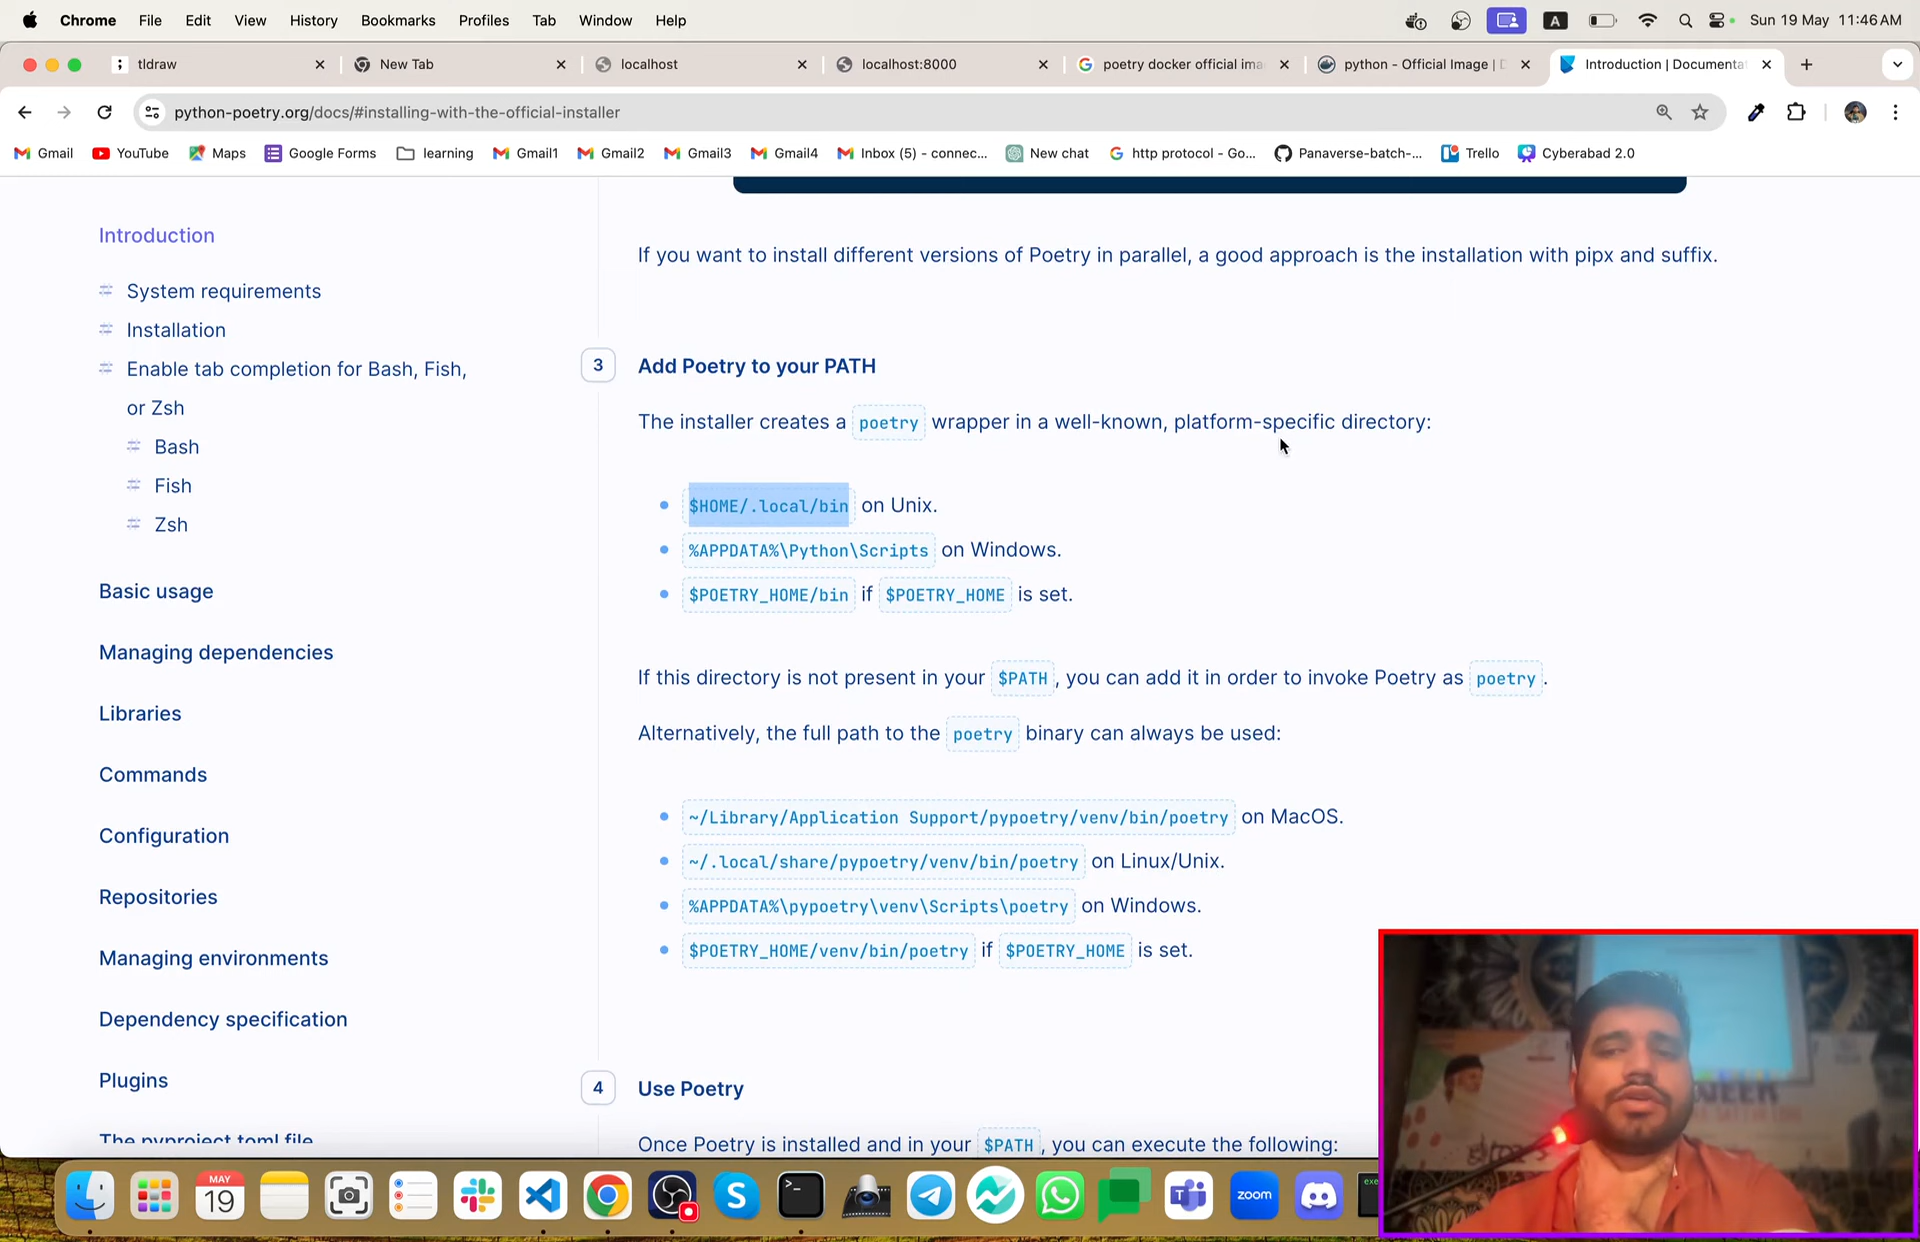 Chrome File Edit View History Bookmarks Profiles Tab Window Help
A Sun 19 May 11:46 AM
tldraw
New Tab
localhost
localhost:8000
poetry docker official ima
python - Official Image | D
Introduction | Documenta
python-poetry.org/docs/#installing-with-the-official-installer
Gmail YouTube Maps Google Forms learning Gmail1 Gmail2 Gmail3 Gmail4 Inbox (5) - connec... New chat http protocol - Go... Panaverse-batch-... Trello Cyberabad 2.0
Introduction
System requirements
Installation
Enable tab completion for Bash, Fish,
or Zsh
Bash
Fish
Zsh
Basic usage
Managing dependencies
Libraries
Commands
Configuration
Repositories
Managing environments
Dependency specification
Plugins
The pyproject.toml file
If you want to install different versions of Poetry in parallel, a good approach is the installation with pipx and suffix.
3 Add Poetry to your PATH
The installer creates a poetry wrapper in a well-known, platform-specific directory:
$HOME/.local/bin on Unix.
%APPDATA%\Python\Scripts on Windows.
$POETRY_HOME/bin if $POETRY_HOME is set.
If this directory is not present in your $PATH, you can add it in order to invoke Poetry as poetry.
Alternatively, the full path to the poetry binary can always be used:
~/Library/Application Support/pypoetry/venv/bin/poetry on MacOS.
~/.local/share/pypoetry/venv/bin/poetry on Linux/Unix.
%APPDATA%\pypoetry\venv\Scripts\poetry on Windows.
$POETRY_HOME/venv/bin/poetry if $POETRY_HOME is set.
4 Use Poetry
Once Poetry is installed and in your $PATH, you can execute the following:
MAY
19
S
>_
zoom
exe